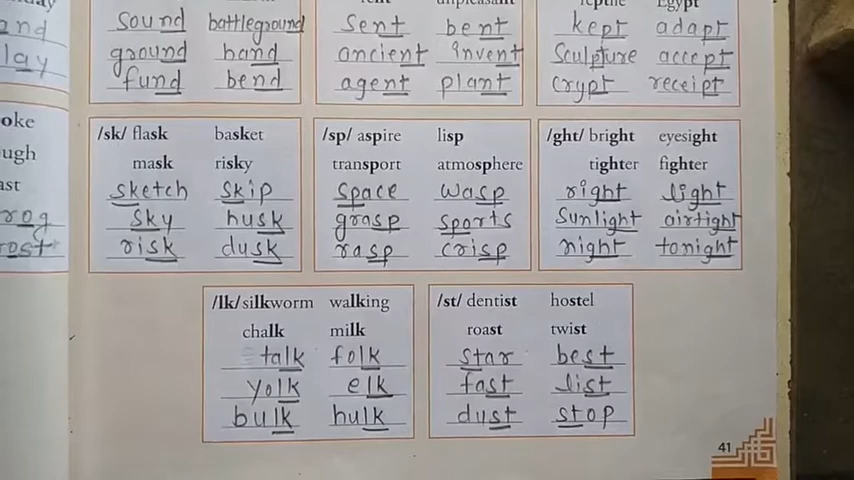 sound battleground
ground hand
fund bend
sent bent
ancient invent
agent plant
Egypt
kept adapt
Sculpture accept
crypt receipt
/sk/ flask basket
mask risky
sketch Skip
Sky husk
risk dusk
/sp/ aspire lisp
transport atmosphere
space wasp
grasp sports
rasp crisp
/ght/ bright eyesight
tighter fighter
right light
Sunlight airtight
night tonight
/lk/ silkworm walking
chalk milk
talk folk
yolk elk
bulk hulk
/st/ dentist hostel
roast twist
star best
fast list
dust stop
41